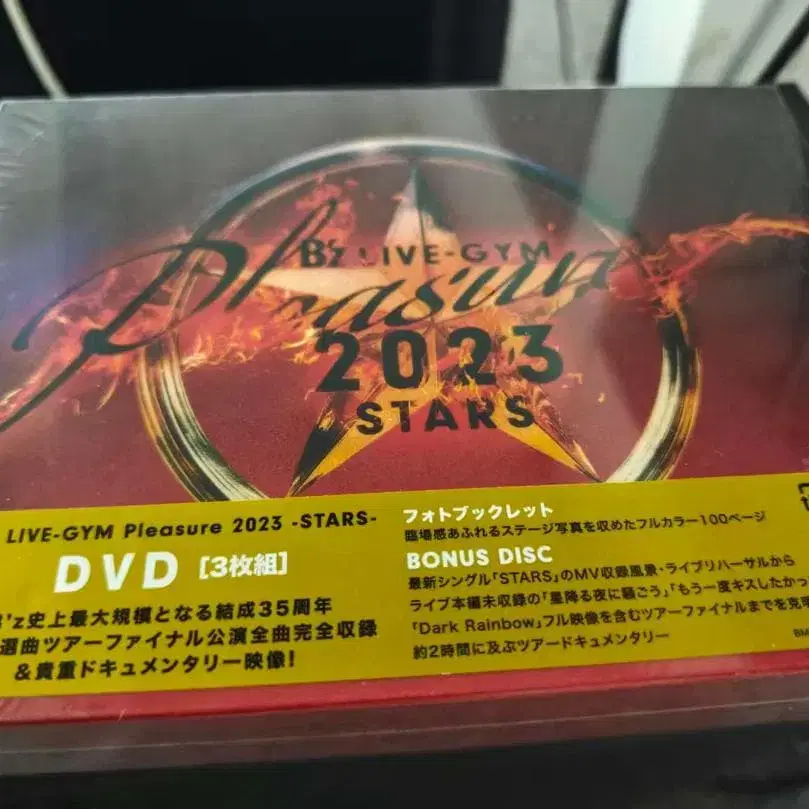 B'z LIVE-GYM
Pleasure
2023
STARS
LIVE-GYM Pleasure 2023 -STARS-
DVD [3枚組]
B'z史上最大規模となる結成35周年
選曲ツアーファイナル公演全曲完全収録
&貴重ドキュメンタリー映像!
フォトブックレット
臨場感あふれるステージ写真を収めたフルカラー100ページ
BONUS DISC
最新シングル「STARS」のMV収録風景・ライブリハーサルから
ライブ本編未収録の「星降る夜に騒ごう」「もう一度キスしたかっ
「Dark Rainbow」フル映像を含むツアーファイナルまでを克明
約2時間に及ぶツアードキュメンタリー
BM